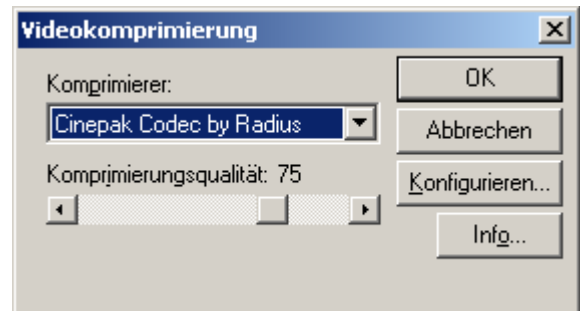 Videokomprimierung
Komprimierer:
Cinepak Codec by Radius
Komprimierungsqualität: 75
OK
Abbrechen
Konfigurieren...
Info...